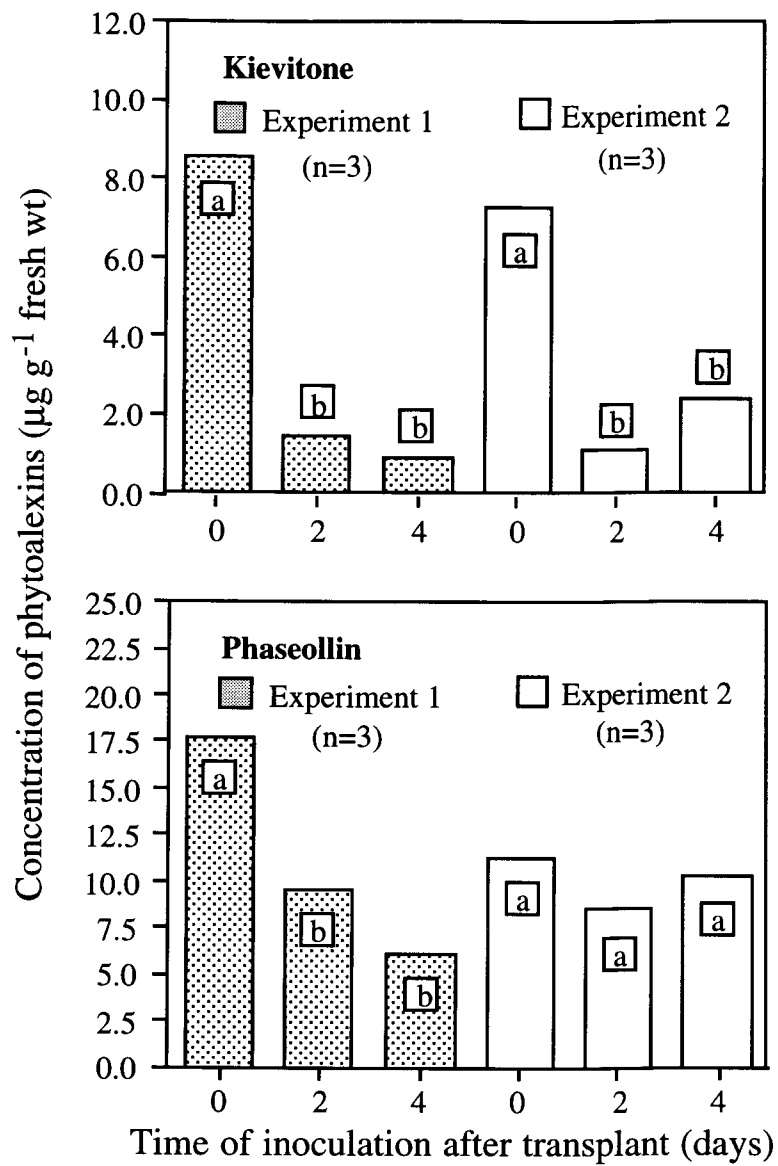 Concentration of phytoalexins (µg g-1 fresh wt)
12.0
10.0
8.0
6.0
4.0
2.0
0.0
Kievitone
Experiment 1
(n=3)
Experiment 2
(n=3)
a
b
b
a
b
b
0 2 4 0 2 4
25.0
22.5
20.0
17.5
15.0
12.5
10.0
7.5
5.0
2.5
0.0
Phaseollin
Experiment 1
(n=3)
Experiment 2
(n=3)
a
b
b
a
a
a
0 2 4 0 2 4
Time of inoculation after transplant (days)